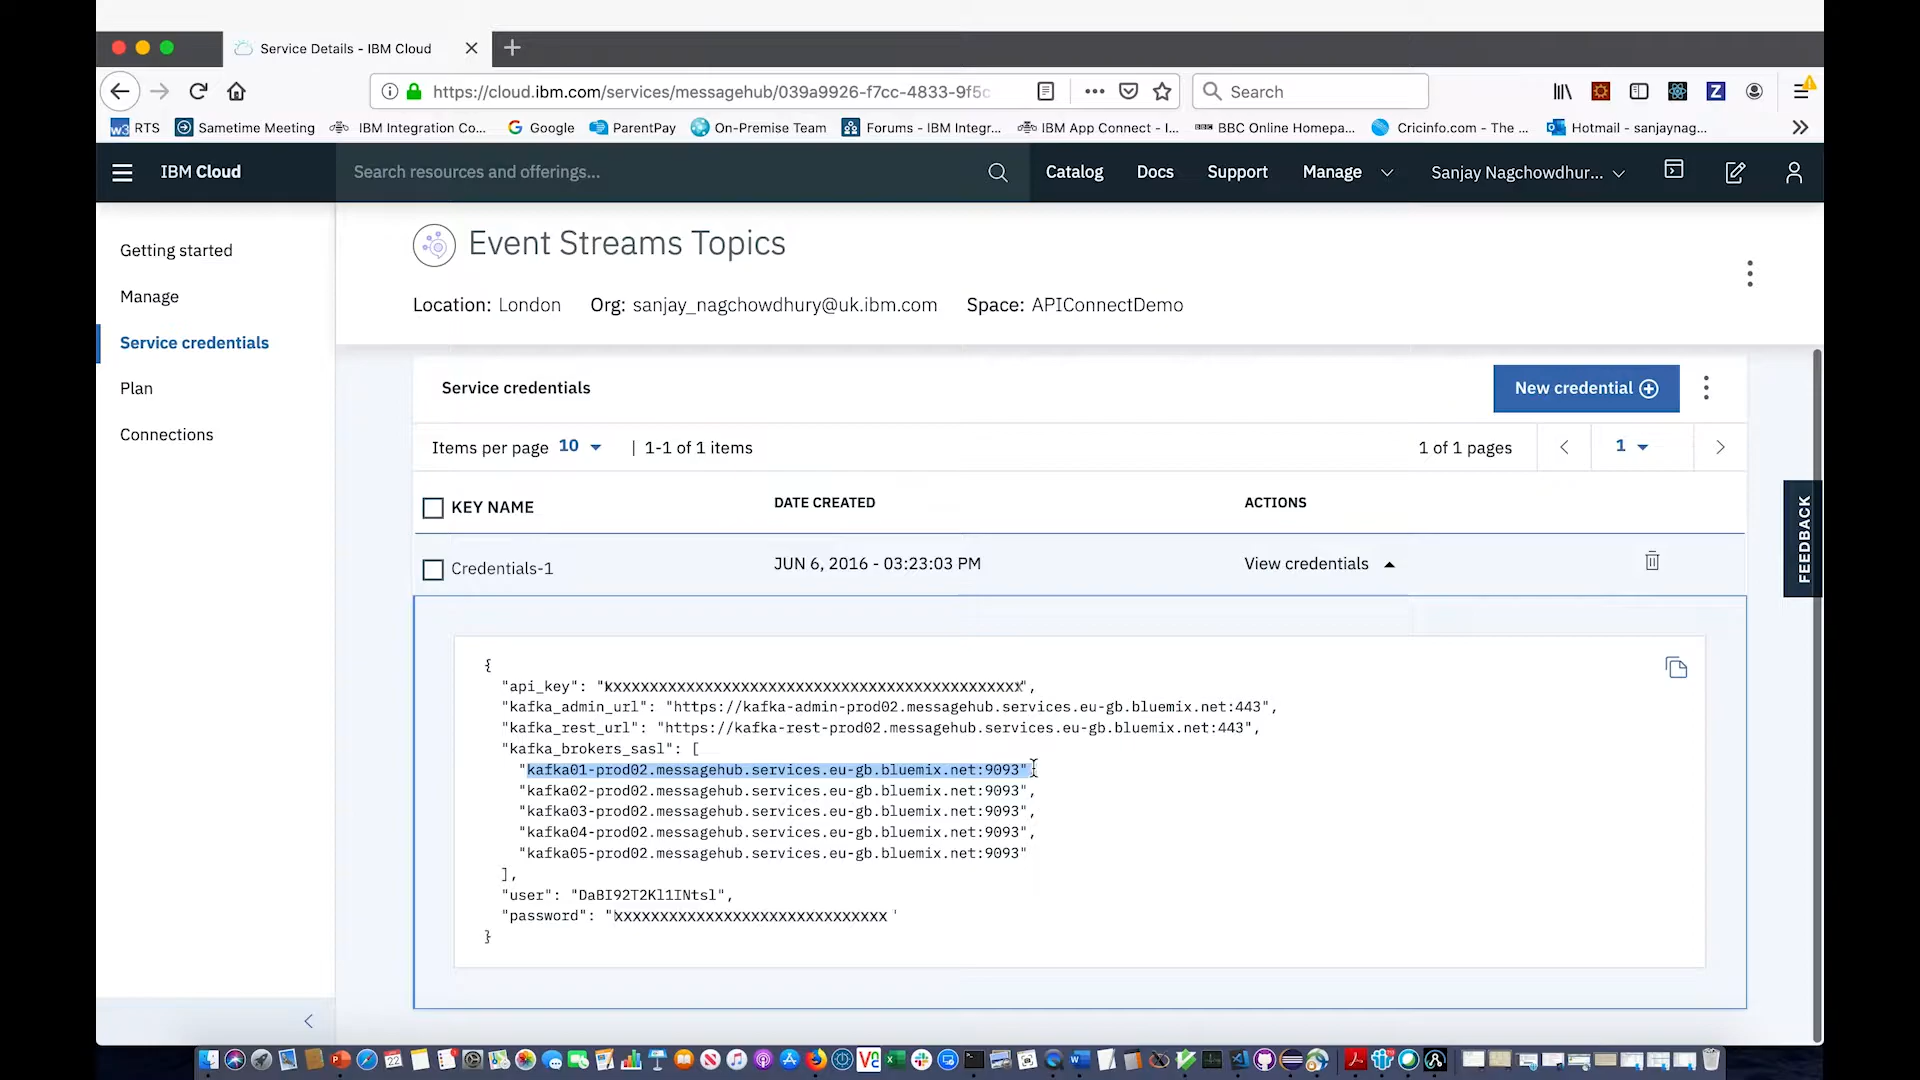 Service Details - IBM Cloud
https://cloud.ibm.com/services/messagehub/039a9926-f7cc-4833-9f5c
Search
RTS
Sametime Meeting
IBM Integration Co...
Google
ParentPay
On-Premise Team
Forums - IBM Integr...
IBM App Connect - I...
BBC Online Homepa...
Cricinfo.com - The ...
Hotmail - sanjaynag...
IBM Cloud
Search resources and offerings...
Catalog
Docs
Support
Manage
Sanjay Nagchowdhur...
Getting started
Manage
Service credentials
Plan
Connections
Event Streams Topics
Location: London Org: sanjay_nagchowdhury@uk.ibm.com Space: APIConnectDemo
Service credentials
New credential
Items per page 10 | 1-1 of 1 items
1 of 1 pages
1
KEY NAME
DATE CREATED
ACTIONS
Credentials-1
JUN 6, 2016 - 03:23:03 PM
View credentials
FEEDBACK
{
"api_key": "xxxxxxxxxxxxxxxxxxxxxxxxxxxxxxxxxxxxxxxxxxxxxxxx",
"kafka_admin_url": "https://kafka-admin-prod02.messagehub.services.eu-gb.bluemix.net:443",
"kafka_rest_url": "https://kafka-rest-prod02.messagehub.services.eu-gb.bluemix.net:443",
"kafka_brokers_sasl": [
"kafka01-prod02.messagehub.services.eu-gb.bluemix.net:9093",
"kafka02-prod02.messagehub.services.eu-gb.bluemix.net:9093",
"kafka03-prod02.messagehub.services.eu-gb.bluemix.net:9093",
"kafka04-prod02.messagehub.services.eu-gb.bluemix.net:9093",
"kafka05-prod02.messagehub.services.eu-gb.bluemix.net:9093"
],
"user": "DaBI92T2Kl1INtsl",
"password": "xxxxxxxxxxxxxxxxxxxxxxxxxxxxxx '
}